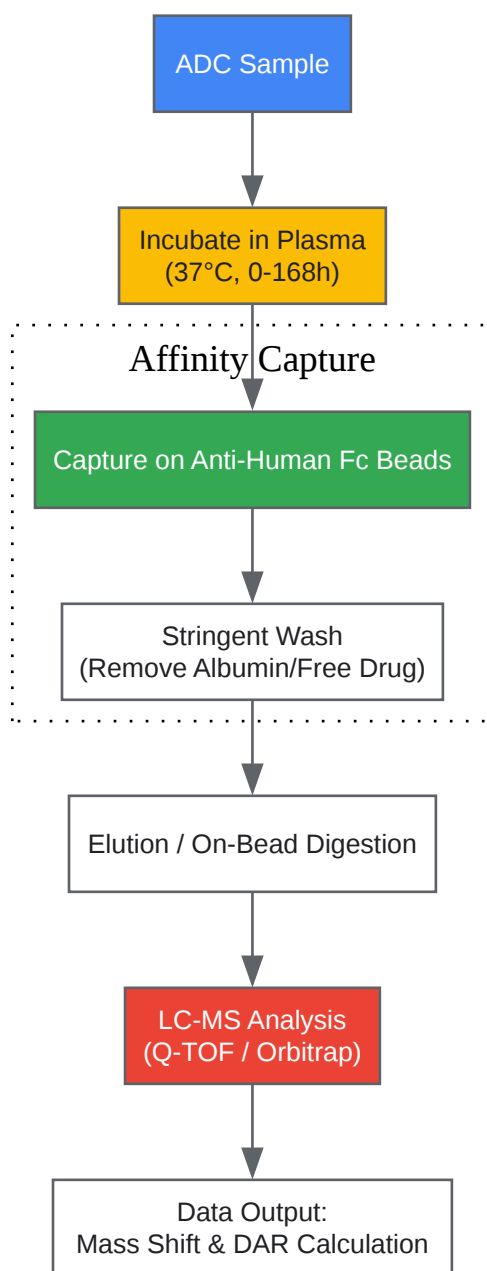 ADC Sample
Incubate in Plasma
(37°C, 0-168h)
Affinity Capture
Capture on Anti-Human Fc Beads
Stringent Wash
(Remove Albumin/Free Drug)
Elution / On-Bead Digestion
LC-MS Analysis
(Q-TOF / Orbitrap)
Data Output:
Mass Shift & DAR Calculation